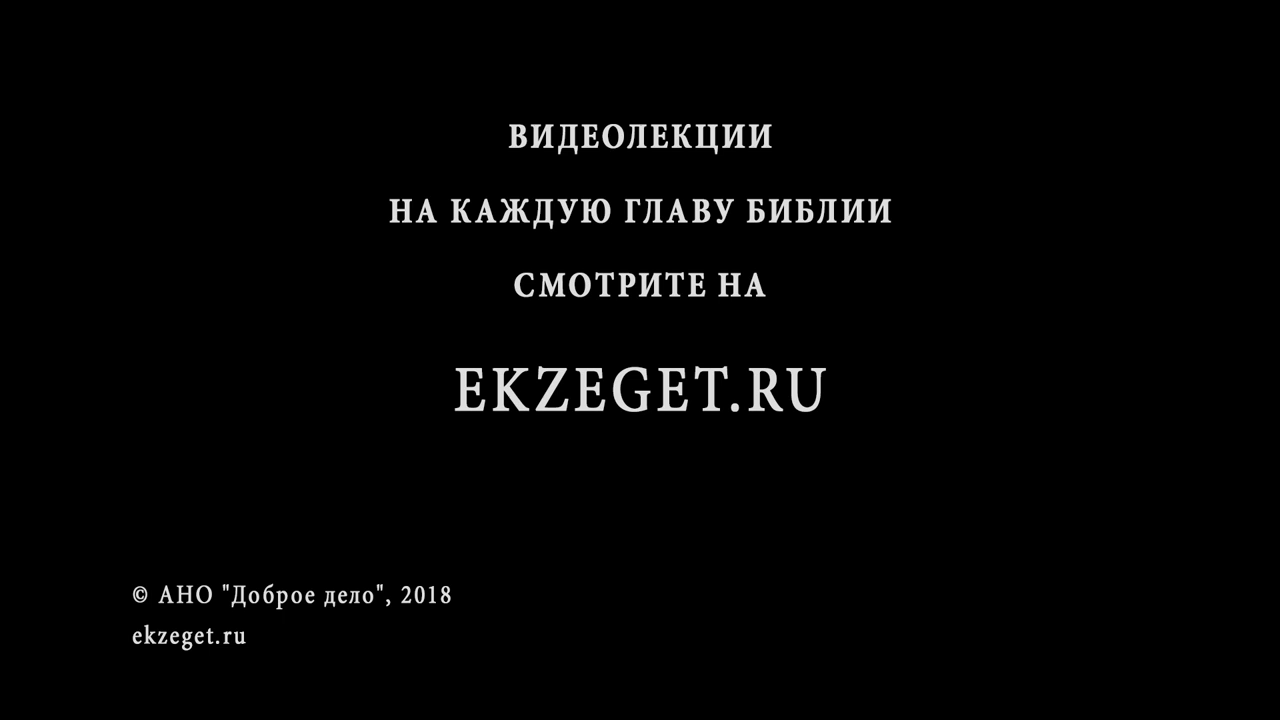 ВИДЕОЛЕКЦИИ
НА КАЖДУЮ ГЛАВУ БИБЛИИ
СМОТРИТЕ НА
EKZEGET.RU
© АНО "Доброе дело", 2018
ekzeget.ru